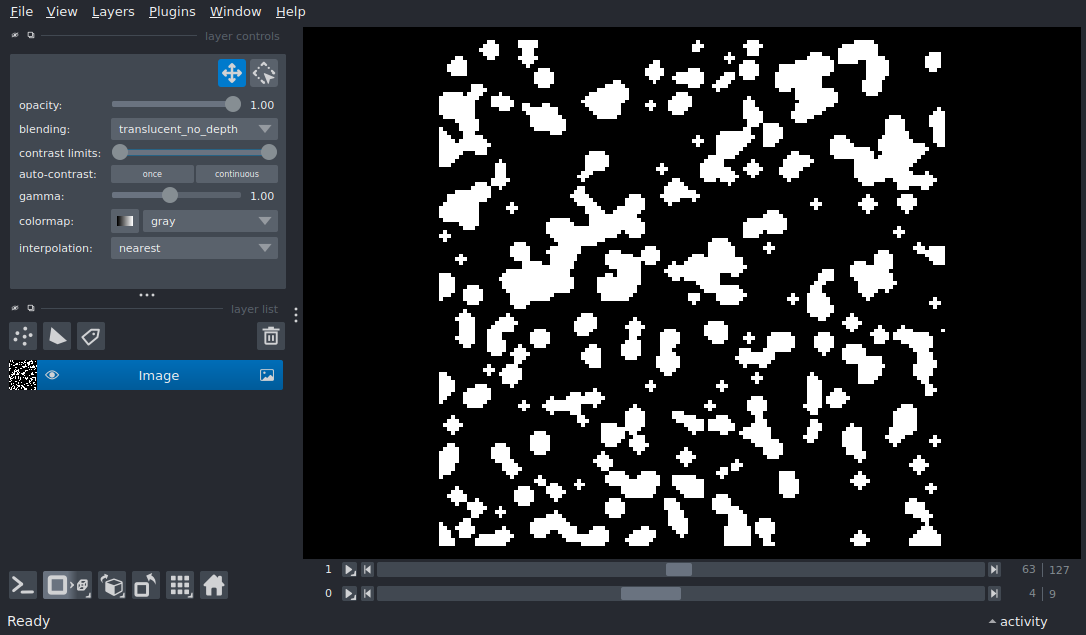 File View Layers Plugins Window Help
layer controls
opacity: 1.00
blending: translucent_no_depth
contrast limits:
auto-contrast: once continuous
gamma: 1.00
colormap: gray
interpolation: nearest
layer list
Image
1 63 127
0 4 9
Ready activity